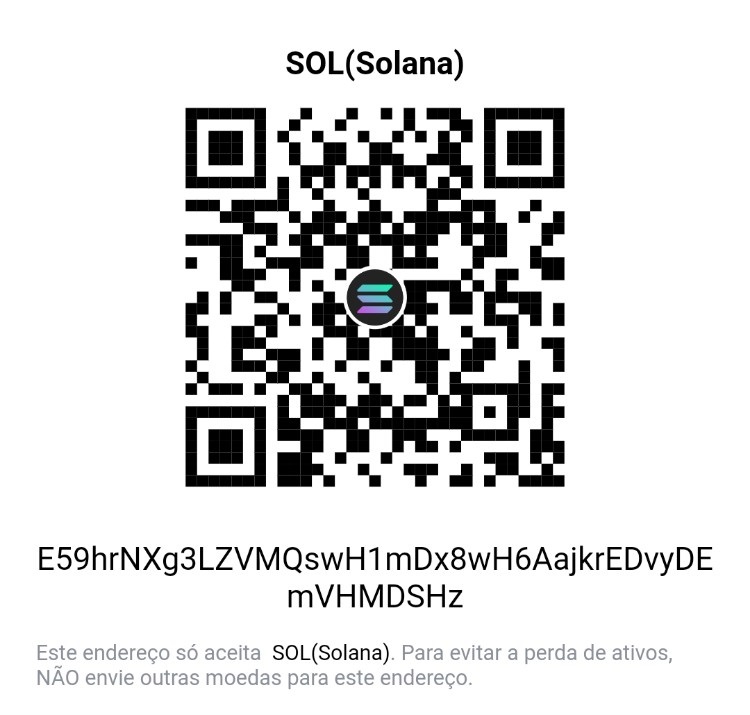 SOL(Solana)
E59hrNXg3LZVMQswH1mDx8wH6AajkrEDvyDE
mVHMDSHz
Este endereço só aceita SOL(Solana). Para evitar a perda de ativos,
NÃO envie outras moedas para este endereço.